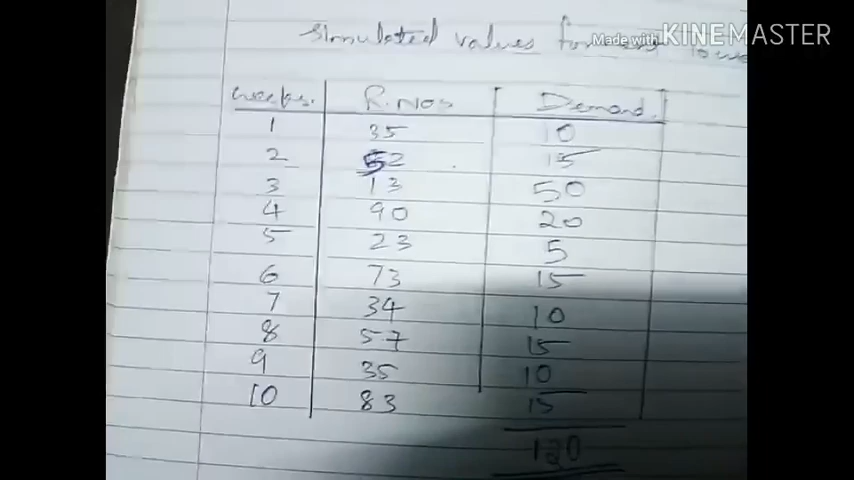 Simulated values for
Made with KINEMASTER
weeks. R.Nos Demand.
1 35 10
2 52 15
3 13 50
4 90 20
5 23 5
6 73 15
7 34 10
8 57 15
9 35 10
10 83 15
120